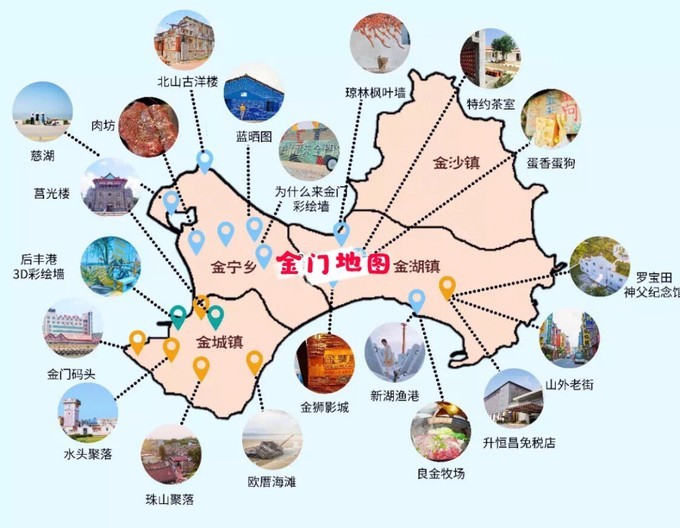 北山古洋楼
琼林枫叶墙
特约茶室
肉坊
蓝晒图
慈湖
为什么来金门
彩绘墙
金沙镇
蛋香蛋狗
莒光楼
后丰港
3D彩绘墙
金宁乡
金门地图
金湖镇
罗宝田
神父纪念馆
金城镇
金门码头
金狮影城
新湖渔港
山外老街
水头聚落
升恒昌免税店
珠山聚落
欧厝海滩
良金牧场